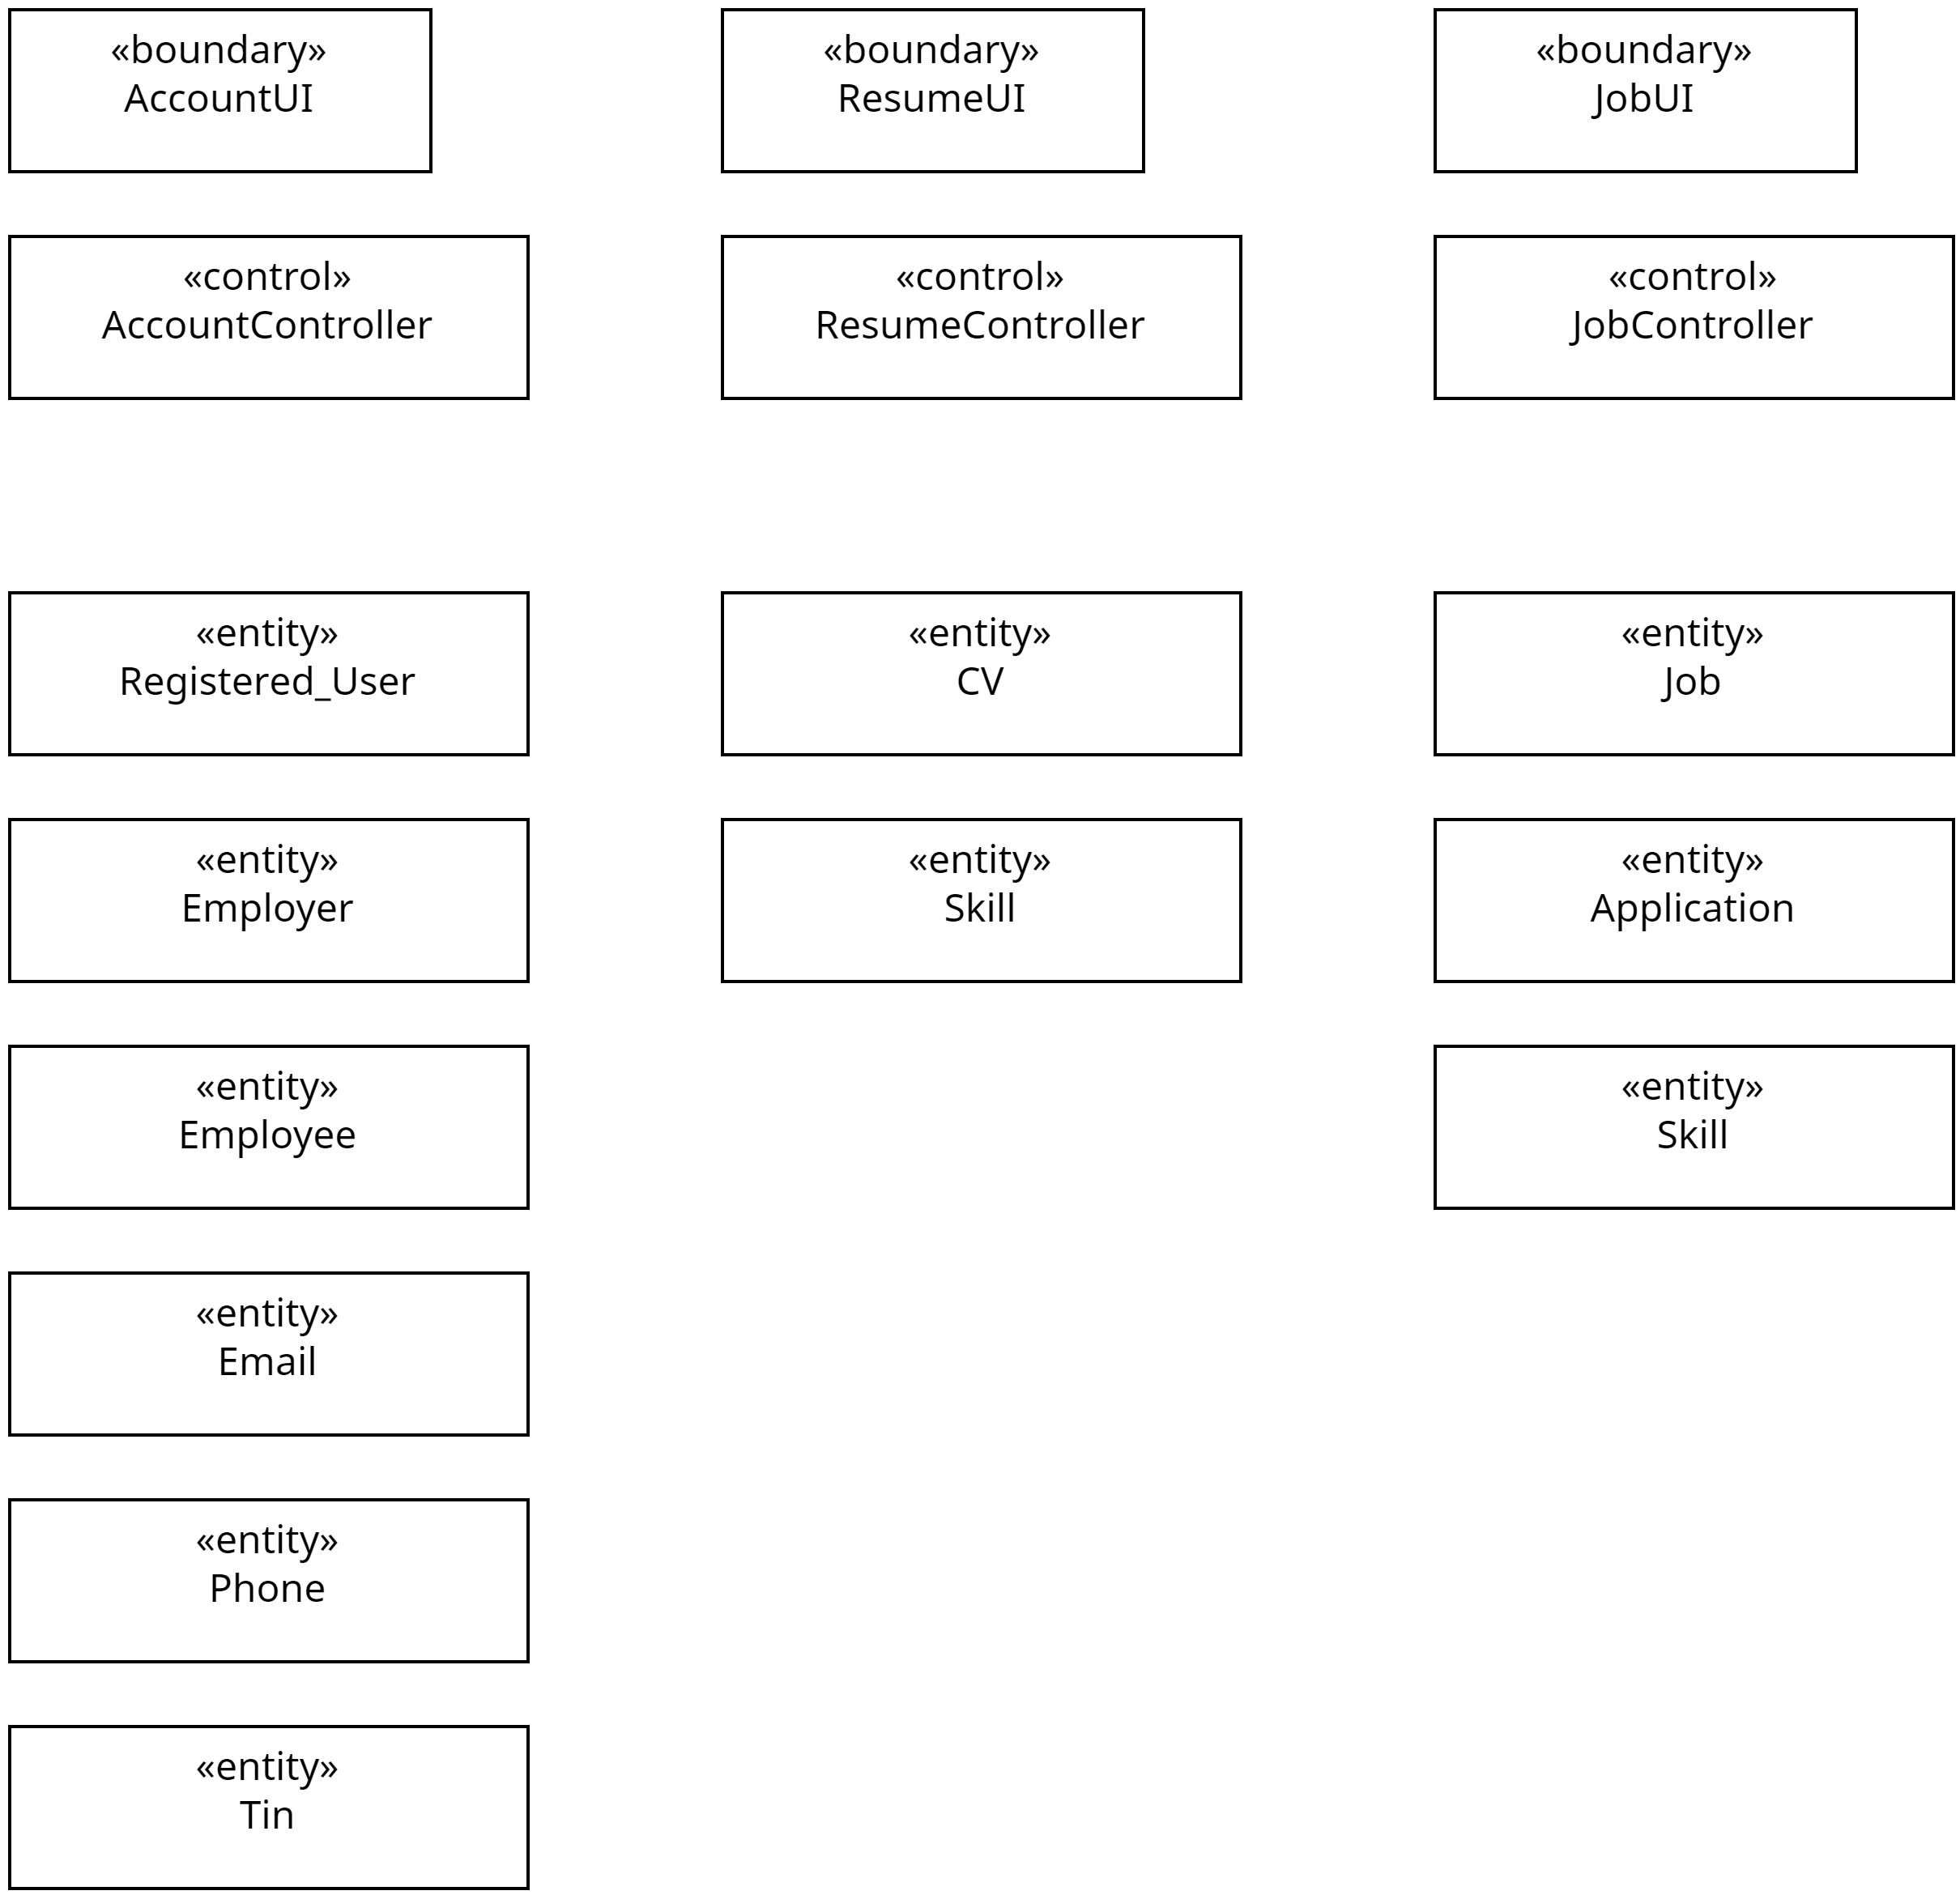 «boundary»
AccountUI
«boundary»
ResumeUI
«boundary»
JobUI
«control»
AccountController
«control»
ResumeController
«control»
JobController
«entity»
Registered_User
«entity»
CV
«entity»
Job
«entity»
Employer
«entity»
Skill
«entity»
Application
«entity»
Employee
«entity»
Skill
«entity»
Email
«entity»
Phone
«entity»
Tin